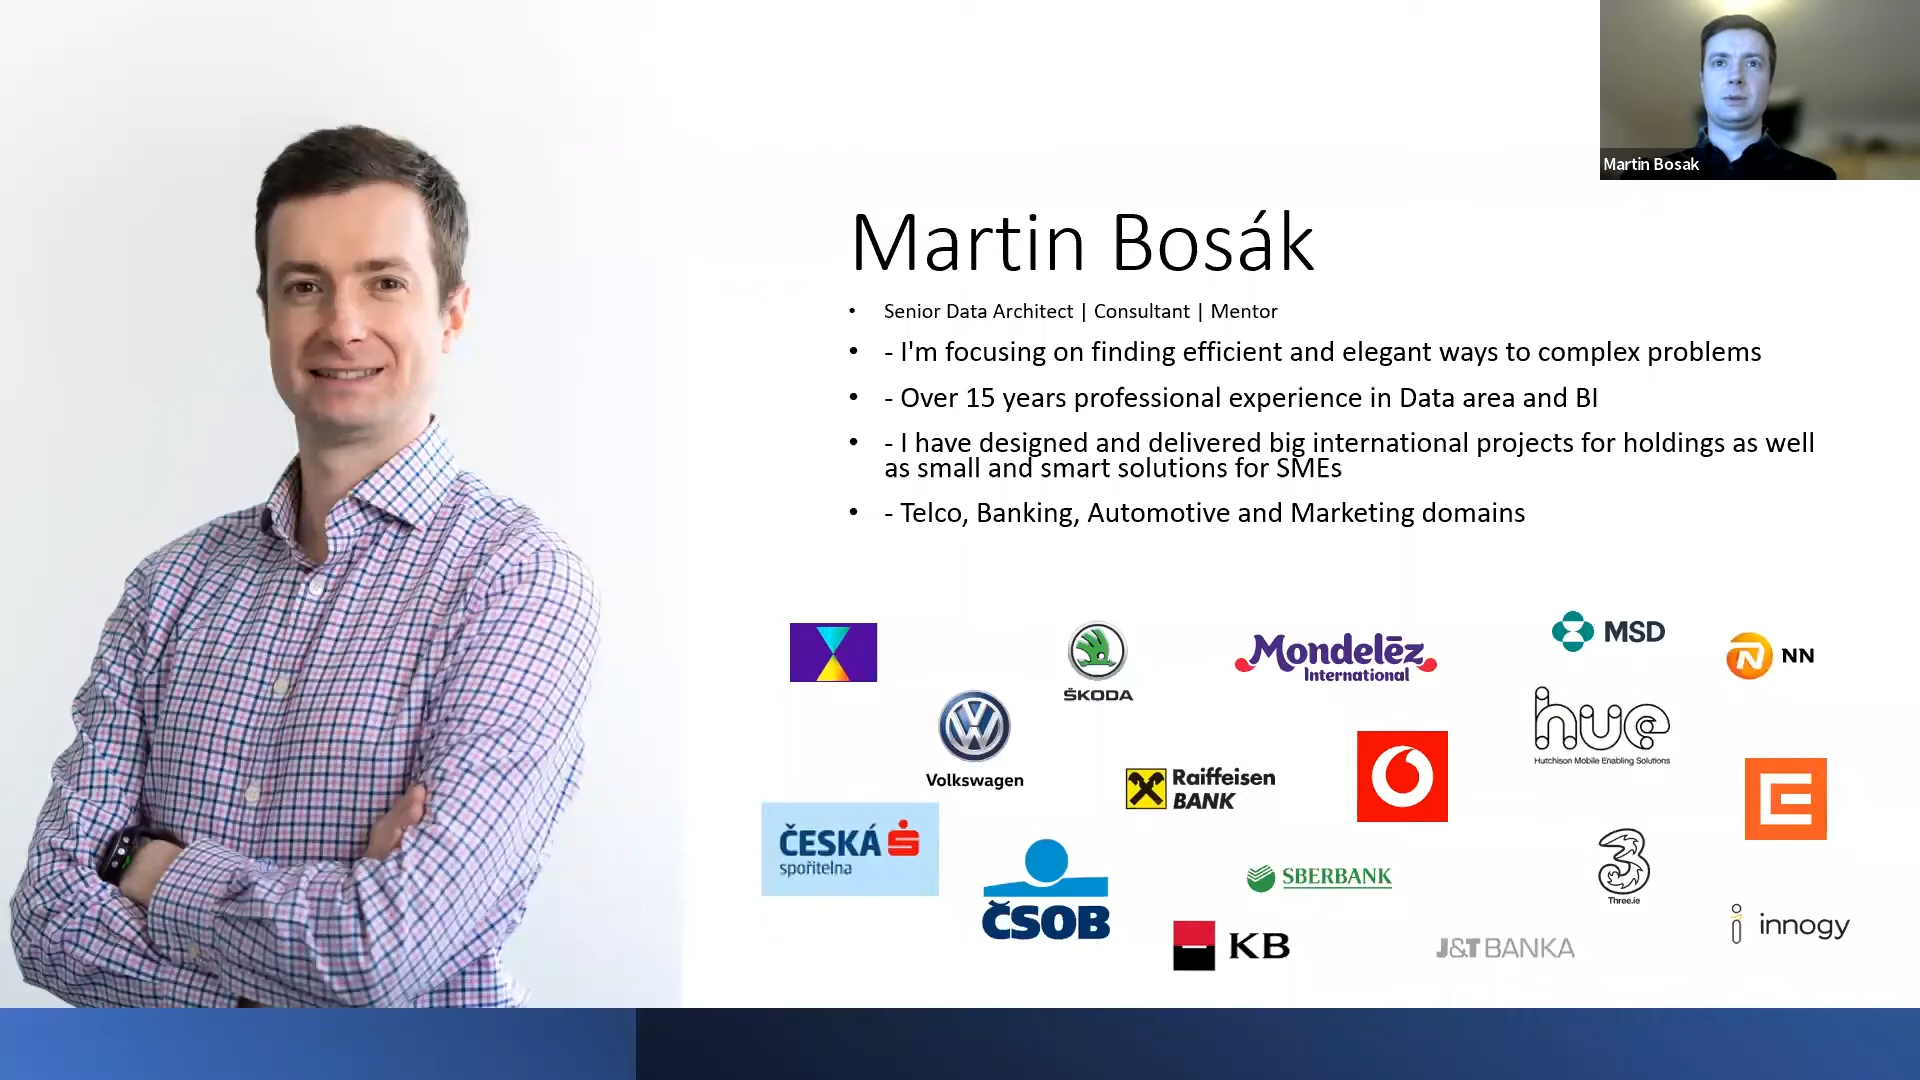 Martin Bosak
Martin Bosák
• Senior Data Architect | Consultant | Mentor
• - I'm focusing on finding efficient and elegant ways to complex problems
• - Over 15 years professional experience in Data area and BI
• - I have designed and delivered big international projects for holdings as well
as small and smart solutions for SMEs
• - Telco, Banking, Automotive and Marketing domains
MSD
Mondelēz
International
NN
ŠKODA
hue
Hutchison Mobile Enabling Solutions
Volkswagen
Raiffeisen
BANK
ČESKÁ
spořitelna
ČSOB
SBERBANK
3
Three.ie
KB
J&T BANKA
innogy